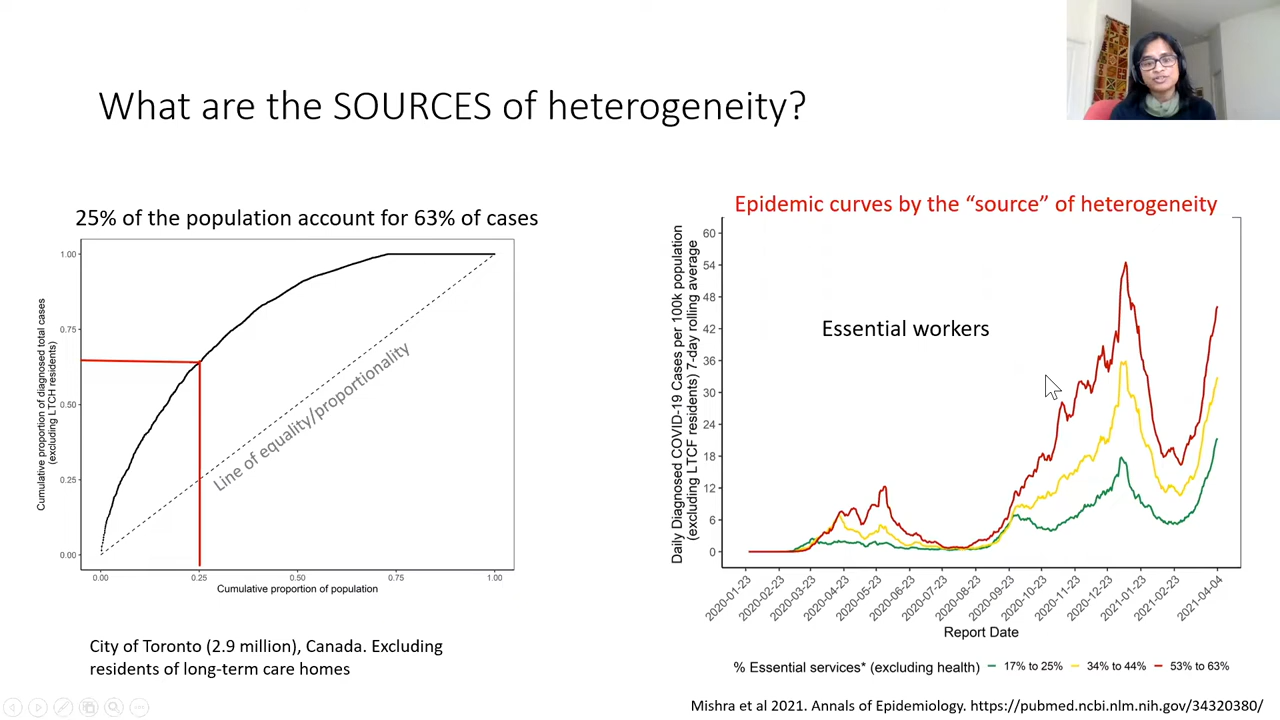 What are the SOURCES of heterogeneity?
25% of the population account for 63% of cases
Cumulative proportion of diagnosed total cases
(excluding LTCH residents)
1.00
0.75
0.50
0.25
0.00
Line of equality/proportionality
0.00 0.25 0.50 0.75 1.00
Cumulative proportion of population
City of Toronto (2.9 million), Canada. Excluding
residents of long-term care homes
Epidemic curves by the “source” of heterogeneity
Daily Diagnosed COVID-19 Cases per 100k population
(excluding LTCF residents) 7-day rolling average
60
54
48
42
36
30
24
18
12
6
0
Essential workers
2020-01-23 2020-02-23 2020-03-23 2020-04-23 2020-05-23 2020-06-23 2020-07-23 2020-08-23 2020-09-23 2020-10-23 2020-11-23 2020-12-23 2021-01-23 2021-02-23 2021-04-04
Report Date
% Essential services* (excluding health) 17% to 25% 34% to 44% 53% to 63%
Mishra et al 2021. Annals of Epidemiology. https://pubmed.ncbi.nlm.nih.gov/34320380/